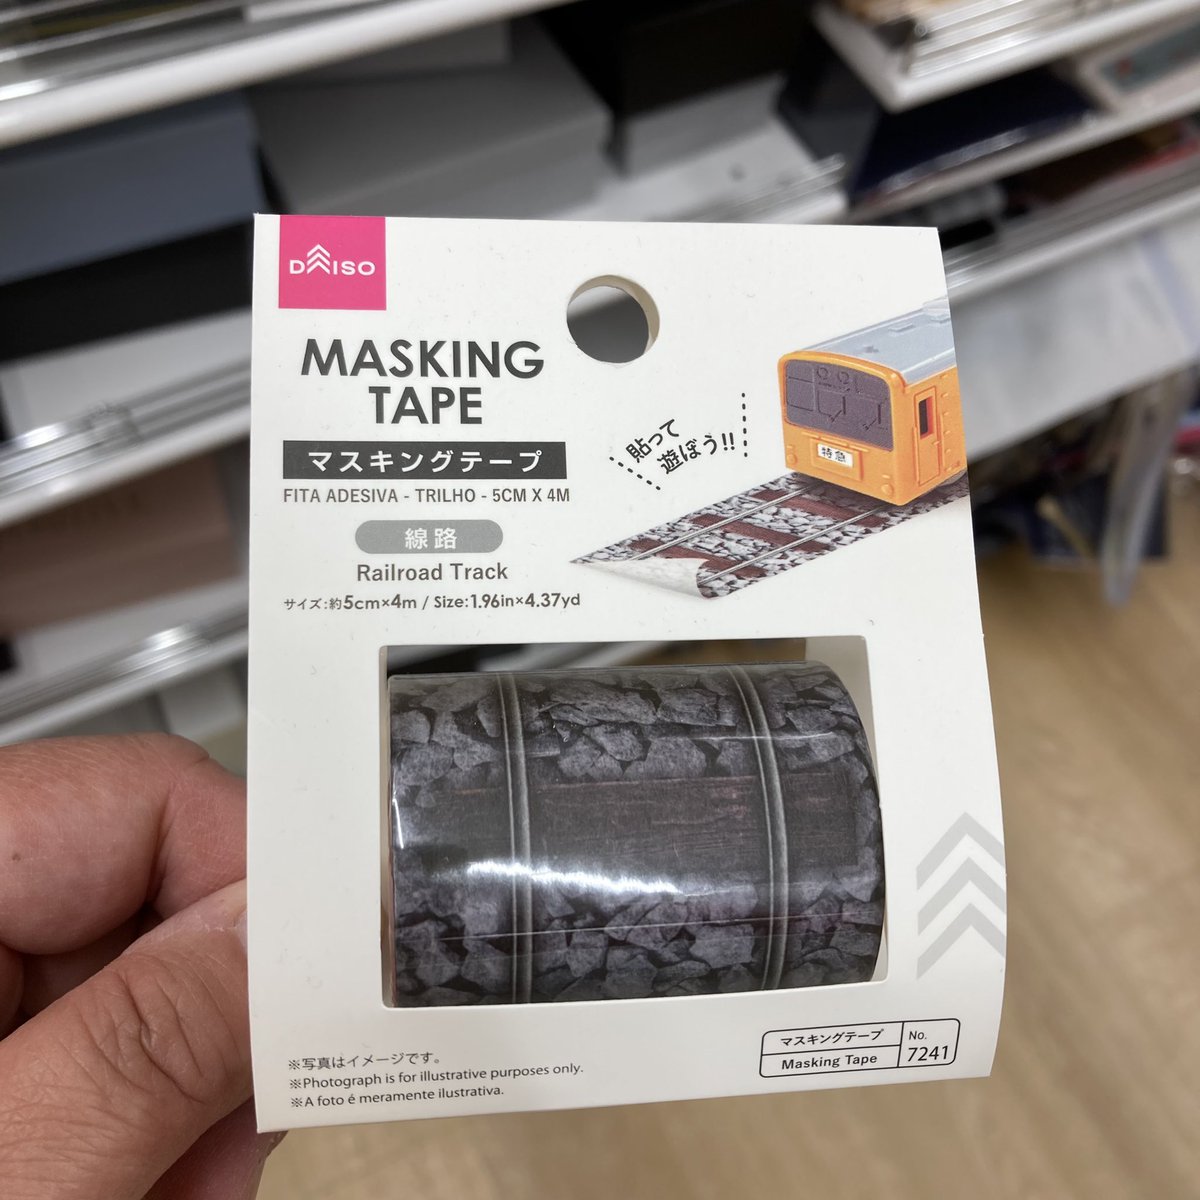 DAISO
MASKING
TAPE
マスキングテープ
FITA ADESIVA - TRILHO - 5CM X 4M
線路
Railroad Track
サイズ:約5cm×4m / Size:1.96in×4.37yd
貼って
遊ぼう!!
特急
※写真はイメージです。
※Photograph is for illustrative purposes only.
※A foto é meramente ilustrativa.
マスキングテープ
Masking Tape
No.
7241